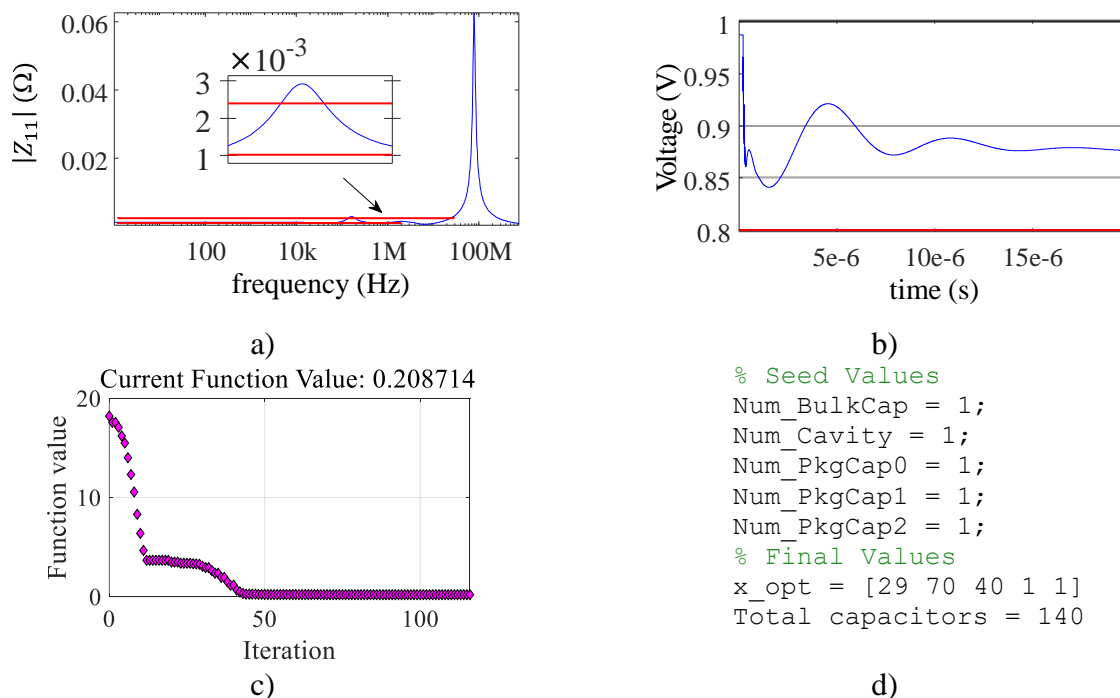 0.06
0.04
0.02
|Z₁₁| (Ω)
×10⁻³
3
2
1
100 10k 1M 100M
frequency (Hz)
a)
1
0.95
0.9
0.85
0.8
Voltage (V)
5e-6 10e-6 15e-6
time (s)
b)
Current Function Value: 0.208714
20
10
0
Function value
0 50 100
Iteration
c)
% Seed Values
Num_BulkCap = 1;
Num_Cavity = 1;
Num_PkgCap0 = 1;
Num_PkgCap1 = 1;
Num_PkgCap2 = 1;
% Final Values
x_opt = [29 70 40 1 1]
Total capacitors = 140
d)